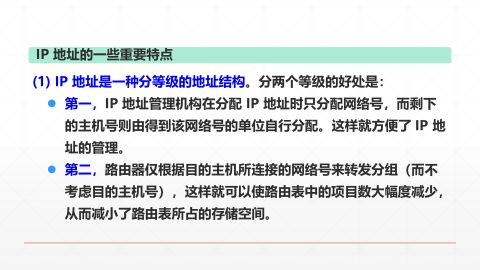 IP 地址的一些重要特点
(1) IP 地址是一种分等级的地址结构。分两个等级的好处是：
第一，IP 地址管理机构在分配 IP 地址时只分配网络号，而剩下
的主机号则由得到该网络号的单位自行分配。这样就方便了 IP 地
址的管理。
第二，路由器仅根据目的主机所连接的网络号来转发分组（而不
考虑目的主机号），这样就可以使路由表中的项目数大幅度减少，
从而减小了路由表所占的存储空间。